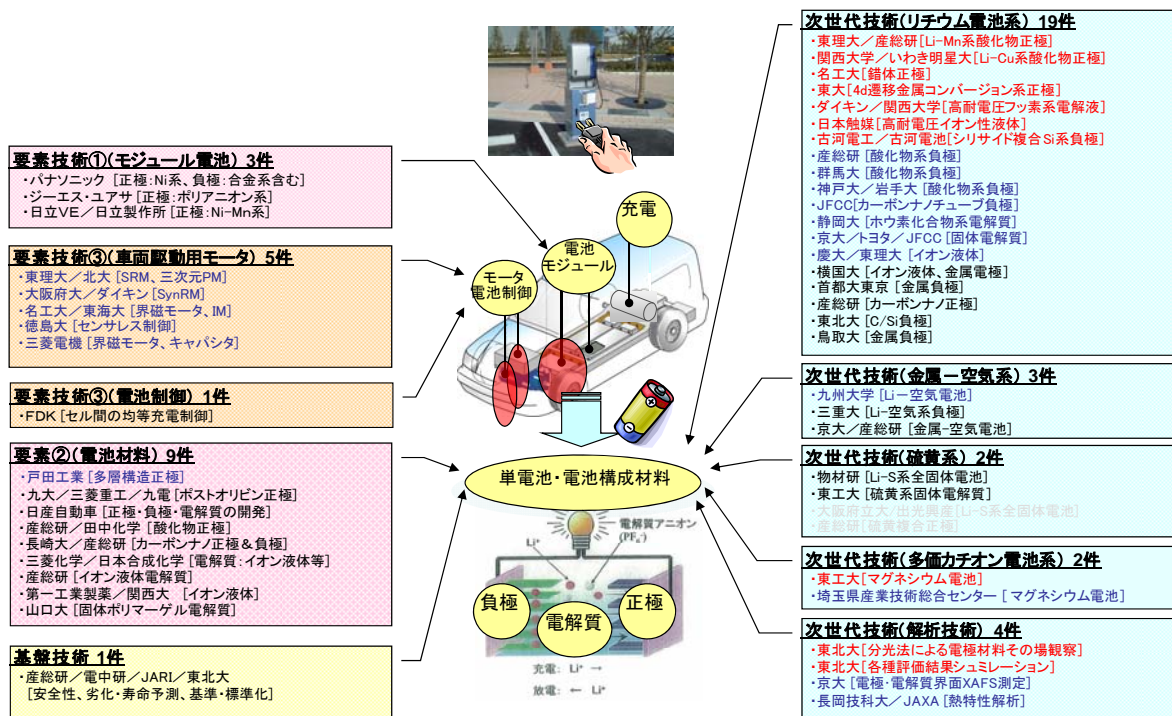 要素技術①(モジュール電池) 3件
・パナソニック [正極:Ni系、負極:合金系含む]
・ジーエス・ユアサ [正極:ポリアニオン系]
・日立VE/日立製作所 [正極:Ni-Mn系]
要素技術③(車両駆動用モータ) 5件
・東理大/北大 [SRM、三次元PM]
・大阪府大/ダイキン [SynRM]
・名工大/東海大 [界磁モータ、IM]
・徳島大 [センサレス制御]
・三菱電機 [界磁モータ、キャパシタ]
要素技術③(電池制御) 1件
・FDK [セル間の均等充電制御]
要素②(電池材料) 9件
・戸田工業 [多層構造正極]
・九大/三菱重工/九電 [ポストオリビン正極]
・日産自動車 [正極・負極・電解質の開発]
・産総研/田中化学 [酸化物正極]
・長崎大/産総研 [カーボンナノ正極&負極]
・三菱化学/日本合成化学 [電解質:イオン液体等]
・産総研 [イオン液体電解質]
・第一工業製薬/関西大 [イオン液体]
・山口大 [固体ポリマーゲル電解質]
基盤技術 1件
・産総研/電中研/JARI/東北大
[安全性、劣化・寿命予測、基準・標準化]
充電
電池
モジュール
モータ
電池制御
単電池・電池構成材料
電解質アニオン
(PF₆⁻)
Li⁺
負極
電解質
正極
充電: Li⁺ →
放電: ← Li⁺
次世代技術(リチウム電池系) 19件
・東理大/産総研[Li-Mn系酸化物正極]
・関西大学/いわき明星大[Li-Cu系酸化物正極]
・名工大[錯体正極]
・東大[4d遷移金属コンバージョン系正極]
・ダイキン/関西大学[高耐電圧フッ素系電解液]
・日本触媒[高耐電圧イオン性液体]
・古河電工/古河電池[シリサイド複合Si系負極]
・産総研 [酸化物系負極]
・群馬大 [酸化物系負極]
・神戸大/岩手大 [酸化物系負極]
・JFCC[カーボンナノチューブ負極]
・静岡大 [ホウ素化合物系電解質]
・京大/トヨタ/JFCC [固体電解質]
・慶大/東理大 [イオン液体]
・横国大 [イオン液体、金属電極]
・首都大東京 [金属負極]
・産総研 [カーボンナノ正極]
・東北大 [C/Si負極]
・鳥取大 [金属負極]
次世代技術(金属-空気系) 3件
・九州大学 [Li-空気電池]
・三重大 [Li-空気系負極]
・京大/産総研 [金属-空気電池]
次世代技術(硫黄系) 2件
・物材研 [Li-S系全固体電池]
・東工大 [硫黄系固体電解質]
・大阪府立大/出光興産[Li-S系全固体電池]
・産総研[硫黄複合正極]
次世代技術(多価カチオン電池系) 2件
・東工大[マグネシウム電池]
・埼玉県産業技術総合センター [ マグネシウム電池]
次世代技術(解析技術) 4件
・東北大[分光法による電極材料その場観察]
・東北大[各種評価結果シュミレーション]
・京大 [電極・電解質界面XAFS測定]
・長岡技科大/JAXA [熱特性解析]